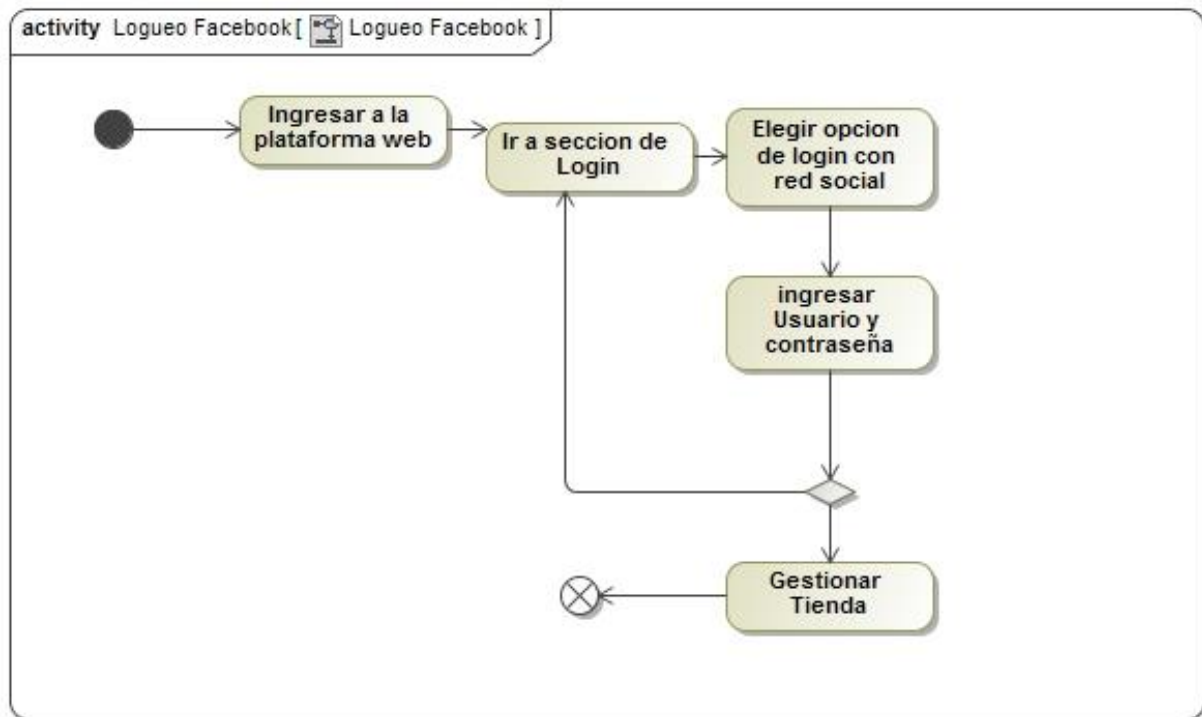 activity Logueo Facebook[ Logueo Facebook ]
Ingresar a la
plataforma web
Ir a seccion de
Login
Elegir opcion
de login con
red social
ingresar
Usuario y
contraseña
Gestionar
Tienda